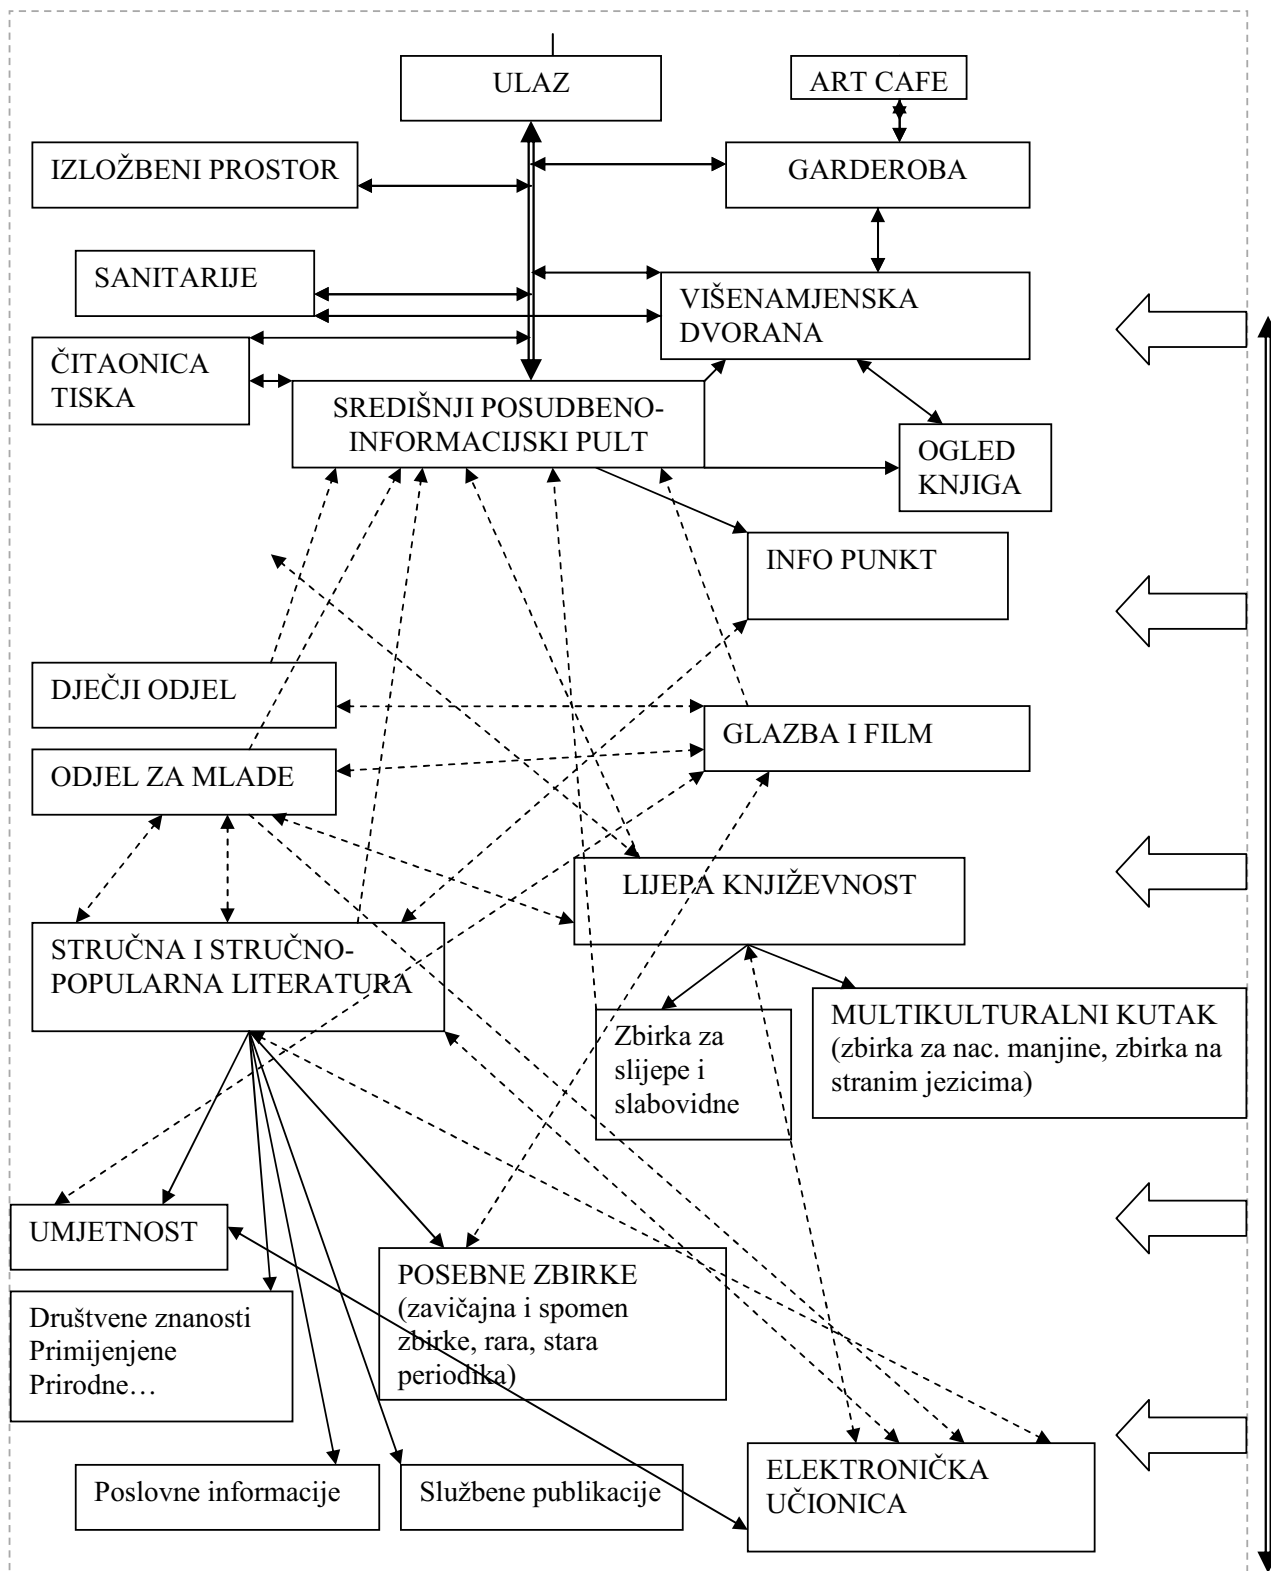 ULAZ
ART CAFE
IZLOŽBENI PROSTOR
GARDEROBA
SANITARIJE
VIŠENAMJENSKA
DVORANA
ČITAONICA
TISKA
SREDIŠNJI POSUDBENO-
INFORMACIJSKI PULT
OGLED
KNJIGA
INFO PUNKT
DJEČJI ODJEL
GLAZBA I FILM
ODJEL ZA MLADE
LIJEPA KNJIŽEVNOST
STRUČNA I STRUČNO-
POPULARNA LITERATURA
Zbirka za
slijepe i
slabovidne
MULTIKULTURALNI KUTAK
(zbirka za nac. manjine, zbirka na
stranim jezicima)
UMJETNOST
POSEBNE ZBIRKE
(zavičajna i spomen
zbirke, rara, stara
periodika)
Društvene znanosti
Primijenjene
Prirodne…
ELEKTRONIČKA
UČIONICA
Poslovne informacije
Službene publikacije